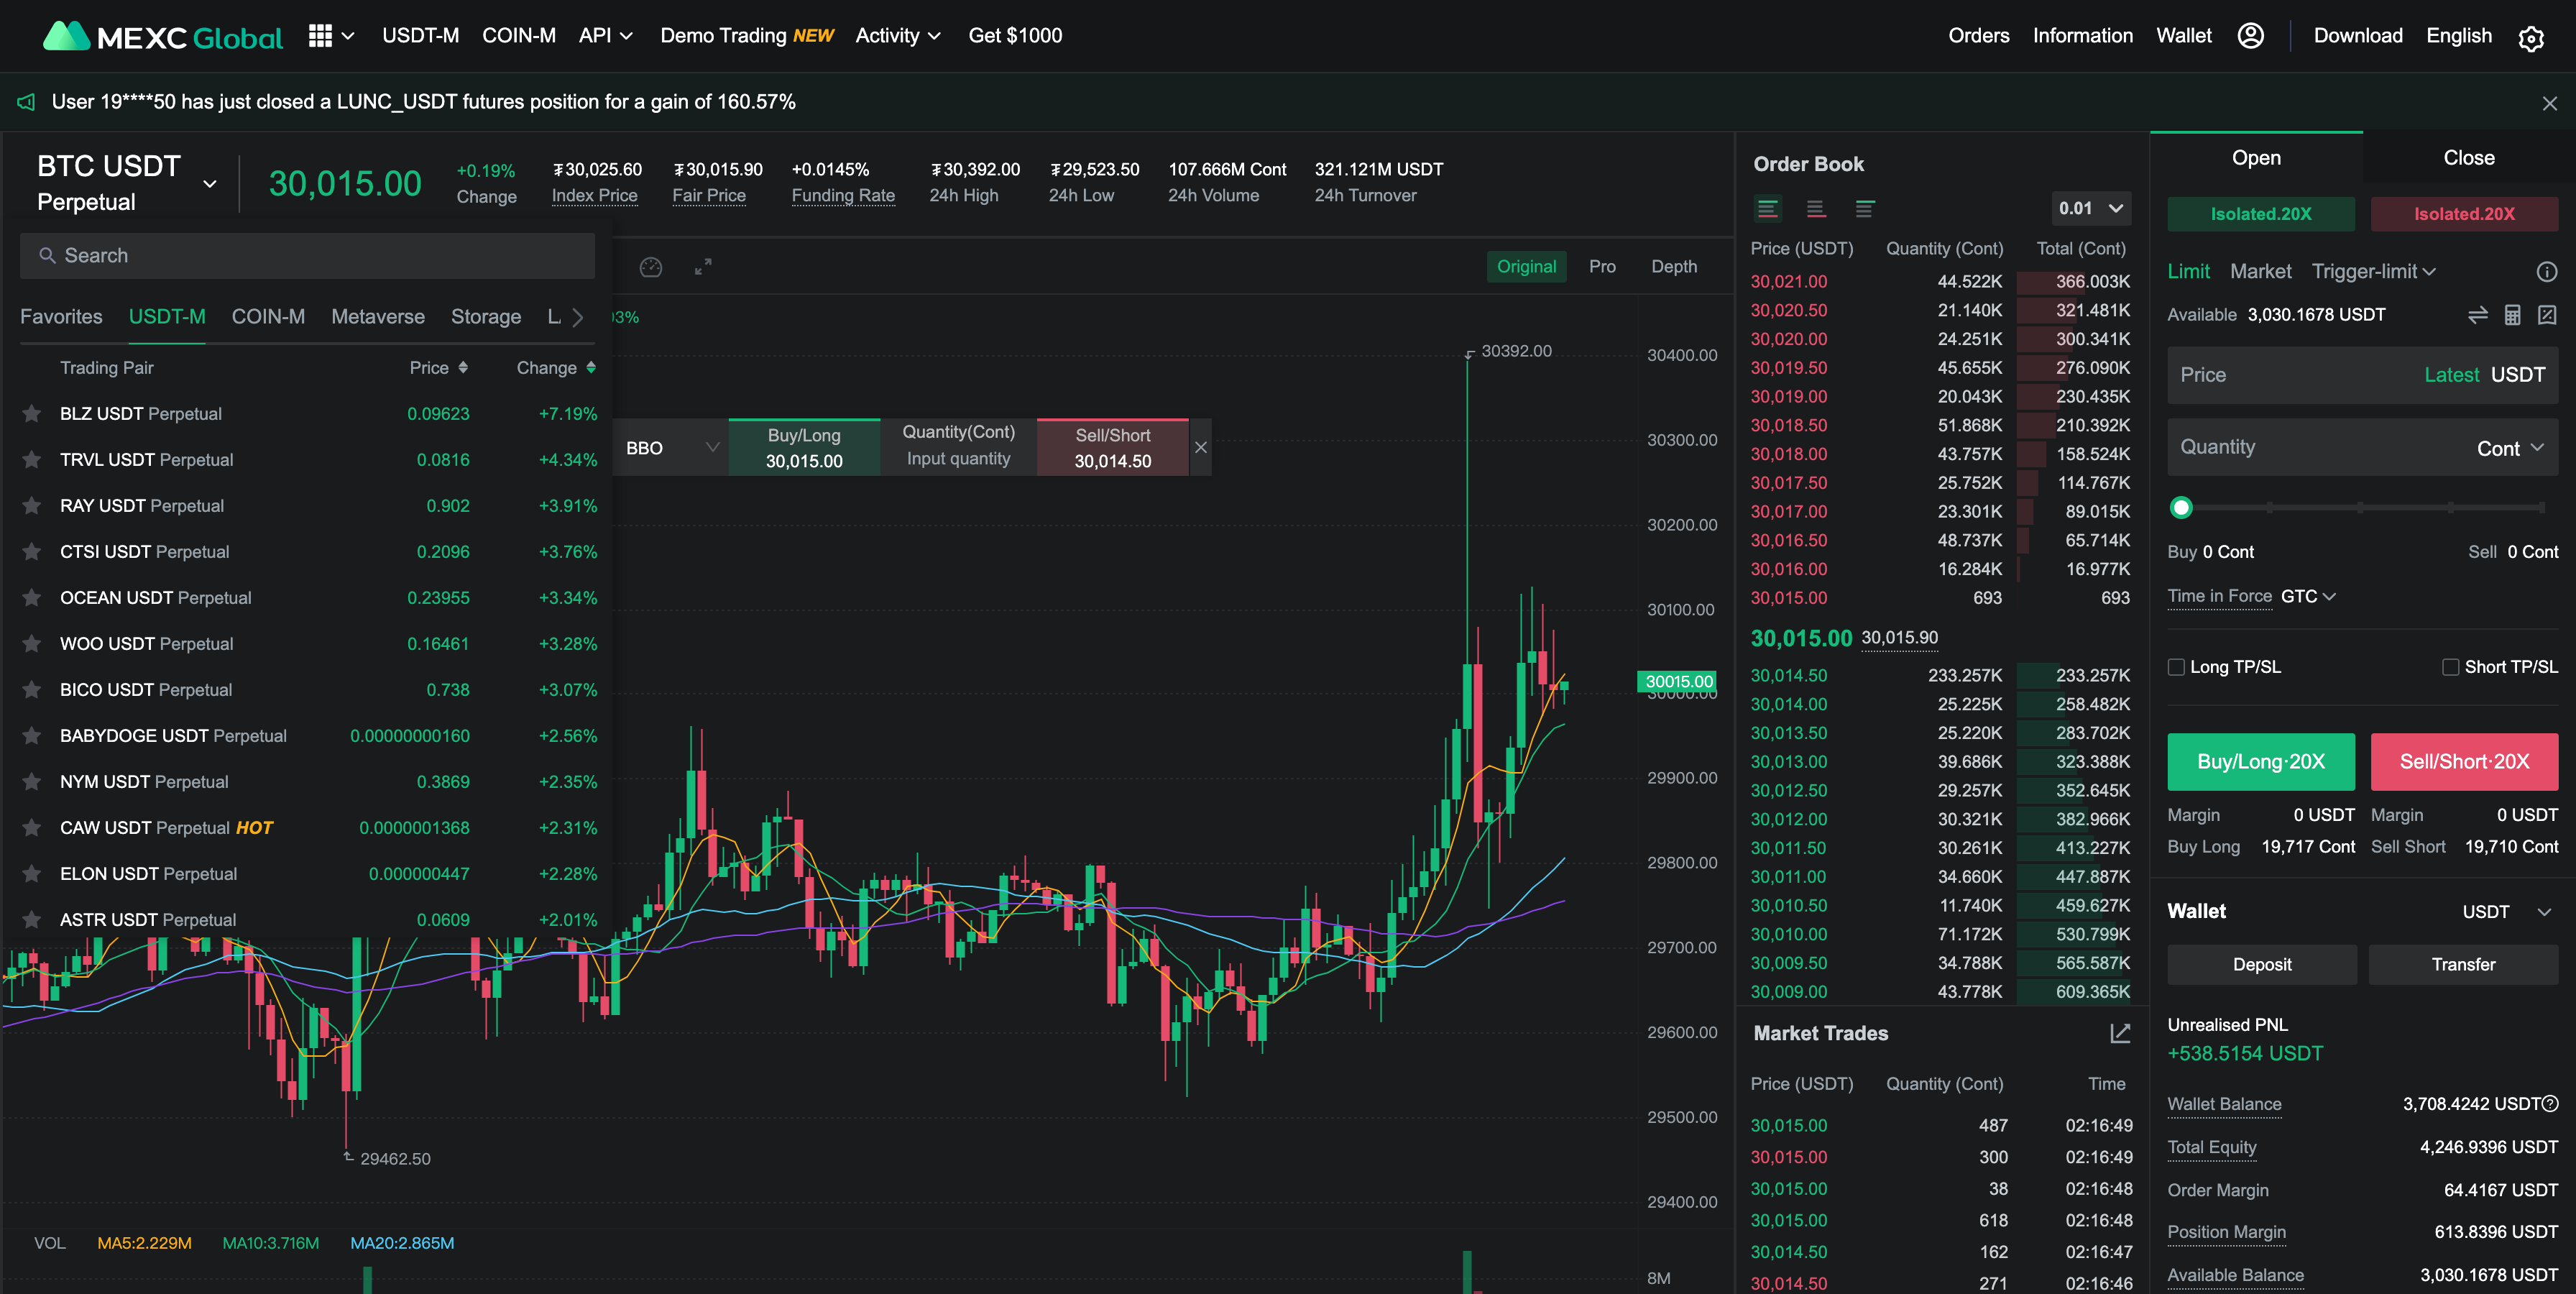 MEXC Global USDT-M COIN-M API Demo Trading NEW Activity Get $1000 Orders Information Wallet Download English
User 19****50 has just closed a LUNC_USDT futures position for a gain of 160.57%
BTC USDT
Perpetual
30,015.00
+0.19%
Change
₮30,025.60
Index Price
₮30,015.90
Fair Price
+0.0145%
Funding Rate
₮30,392.00
24h High
₮29,523.50
24h Low
107.666M Cont
24h Volume
321.121M USDT
24h Turnover
Search
Favorites USDT-M COIN-M Metaverse Storage
Trading Pair Price Change
BLZ USDT Perpetual 0.09623 +7.19%
TRVL USDT Perpetual 0.0816 +4.34%
RAY USDT Perpetual 0.902 +3.91%
CTSI USDT Perpetual 0.2096 +3.76%
OCEAN USDT Perpetual 0.23955 +3.34%
WOO USDT Perpetual 0.16461 +3.28%
BICO USDT Perpetual 0.738 +3.07%
BABYDOGE USDT Perpetual 0.00000000160 +2.56%
NYM USDT Perpetual 0.3869 +2.35%
CAW USDT Perpetual HOT 0.0000001368 +2.31%
ELON USDT Perpetual 0.000000447 +2.28%
ASTR USDT Perpetual 0.0609 +2.01%
Original Pro Depth
BBO
Buy/Long
30,015.00
Quantity(Cont)
Input quantity
Sell/Short
30,014.50
30392.00
29462.50
30400.00
30300.00
30200.00
30100.00
30015.00
30000.00
29900.00
29800.00
29700.00
29600.00
29500.00
29400.00
VOL MA5:2.229M MA10:3.716M MA20:2.865M
8M
Order Book
0.01
Price (USDT) Quantity (Cont) Total (Cont)
30,021.00 44.522K 366.003K
30,020.50 21.140K 321.481K
30,020.00 24.251K 300.341K
30,019.50 45.655K 276.090K
30,019.00 20.043K 230.435K
30,018.50 51.868K 210.392K
30,018.00 43.757K 158.524K
30,017.50 25.752K 114.767K
30,017.00 23.301K 89.015K
30,016.50 48.737K 65.714K
30,016.00 16.284K 16.977K
30,015.00 693 693
30,015.00 30,015.90
30,014.50 233.257K 233.257K
30,014.00 25.225K 258.482K
30,013.50 25.220K 283.702K
30,013.00 39.686K 323.388K
30,012.50 29.257K 352.645K
30,012.00 30.321K 382.966K
30,011.50 30.261K 413.227K
30,011.00 34.660K 447.887K
30,010.50 11.740K 459.627K
30,010.00 71.172K 530.799K
30,009.50 34.788K 565.587K
30,009.00 43.778K 609.365K
Market Trades
Price (USDT) Quantity (Cont) Time
30,015.00 487 02:16:49
30,015.00 300 02:16:49
30,015.00 38 02:16:48
30,015.00 618 02:16:48
30,014.50 162 02:16:47
30,014.50 271 02:16:46
Open Close
Isolated.20X Isolated.20X
Limit Market Trigger-limit
Available 3,030.1678 USDT
Price Latest USDT
Quantity Cont
Buy 0 Cont Sell 0 Cont
Time in Force GTC
Long TP/SL Short TP/SL
Buy/Long·20X Sell/Short·20X
Margin 0 USDT Margin 0 USDT
Buy Long 19,717 Cont Sell Short 19,710 Cont
Wallet USDT
Deposit Transfer
Unrealised PNL
+538.5154 USDT
Wallet Balance 3,708.4242 USDT
Total Equity 4,246.9396 USDT
Order Margin 64.4167 USDT
Position Margin 613.8396 USDT
Available Balance 3,030.1678 USDT